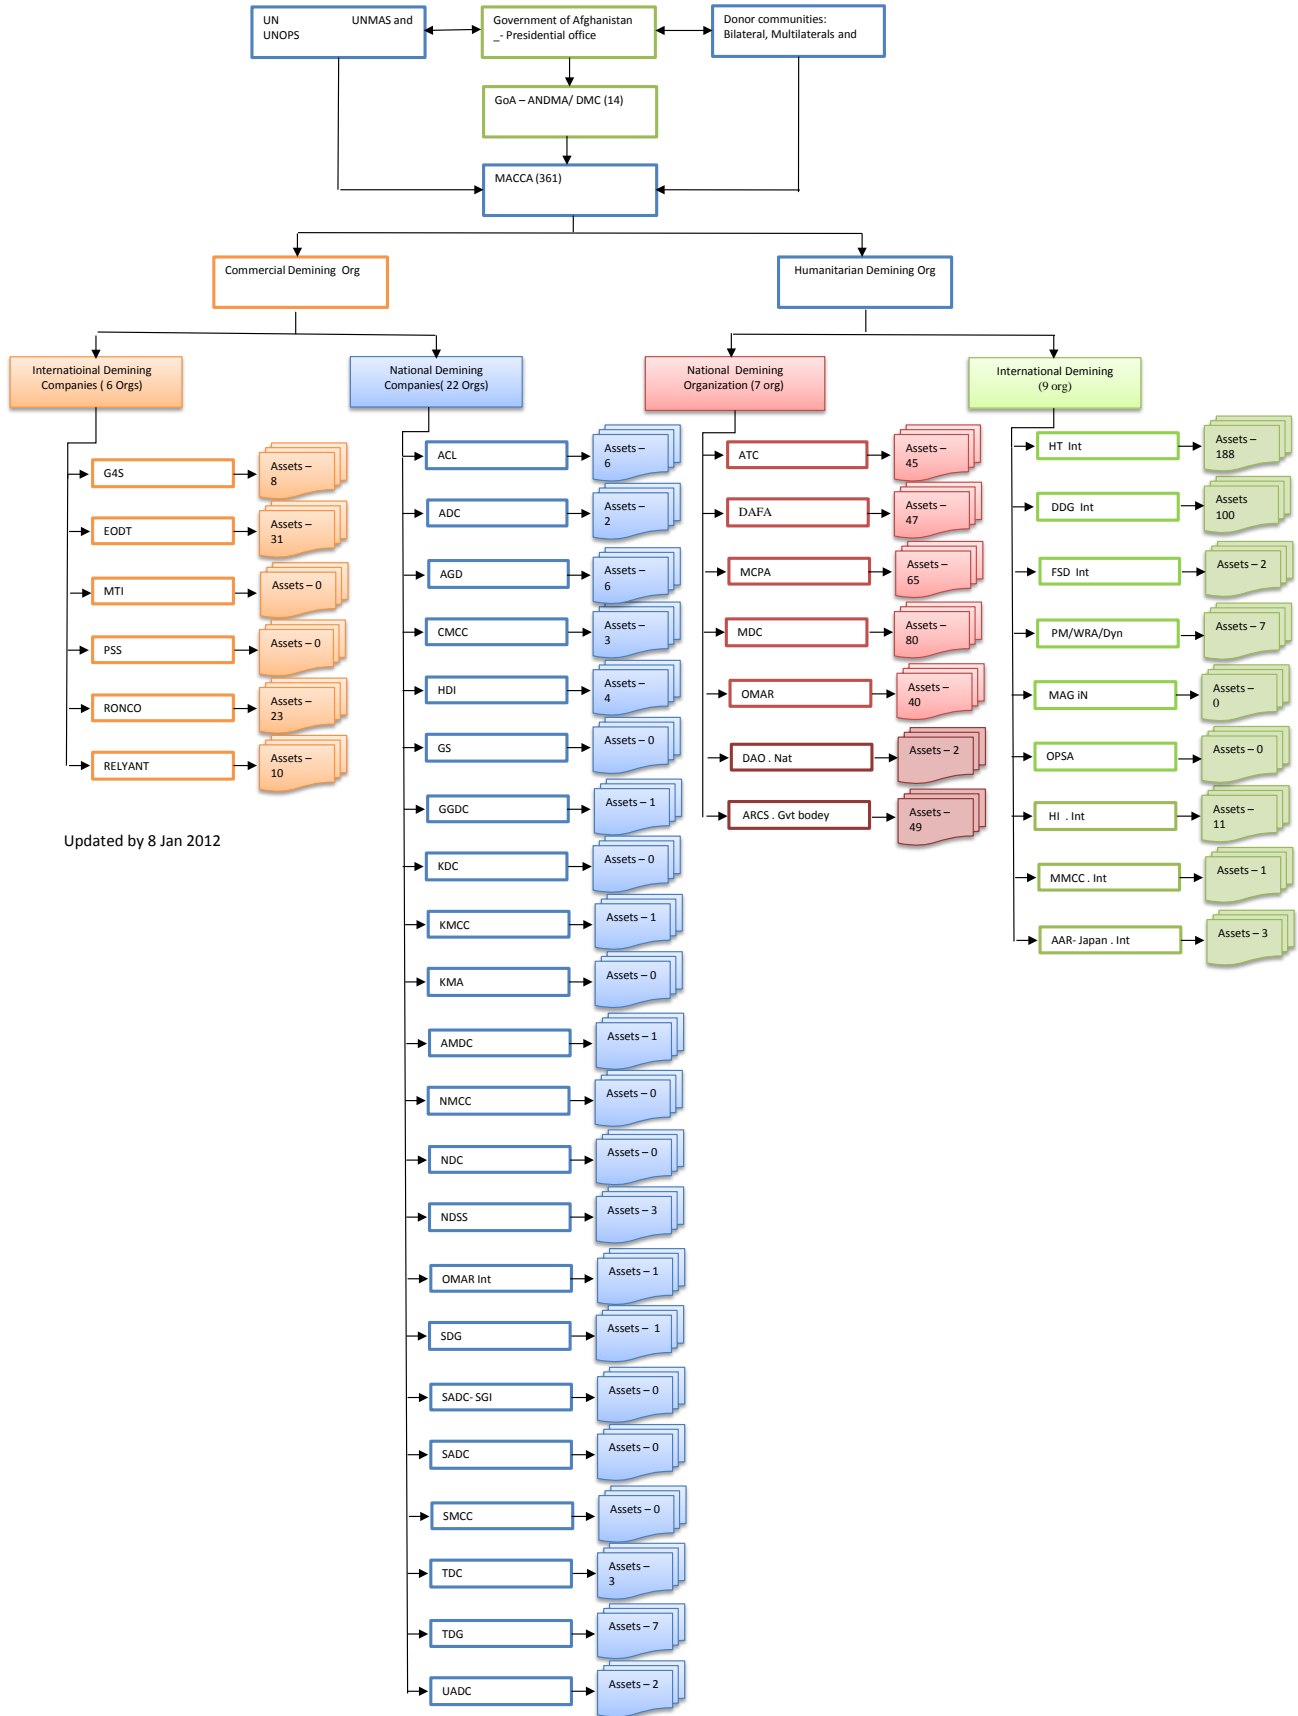 UN UNMAS and
UNOPS
Government of Afghanistan
_- Presidential office
Donor communities:
Bilateral, Multilaterals and
GoA – ANDMA/ DMC (14)
MACCA (361)
Commercial Demining Org
Humanitarian Demining Org
Internatioinal Demining
Companies ( 6 Orgs)
National Demining
Companies( 22 Orgs)
National Demining
Organization (7 org)
International Demining
(9 org)
G4S
Assets –
8
EODT
Assets –
31
MTI
Assets – 0
PSS
Assets – 0
RONCO
Assets –
23
RELYANT
Assets –
10
Updated by 8 Jan 2012
ACL
Assets –
6
ADC
Assets –
2
AGD
Assets –
6
CMCC
Assets –
3
HDI
Assets –
4
GS
Assets – 0
GGDC
Assets – 1
KDC
Assets – 0
KMCC
Assets – 1
KMA
Assets – 0
AMDC
Assets – 1
NMCC
Assets – 0
NDC
Assets – 0
NDSS
Assets – 3
OMAR Int
Assets – 1
SDG
Assets – 1
SADC- SGI
Assets – 0
SADC
Assets – 0
SMCC
Assets – 0
TDC
Assets –
3
TDG
Assets – 7
UADC
Assets – 2
ATC
Assets –
45
DAFA
Assets –
47
MCPA
Assets –
65
MDC
Assets –
80
OMAR
Assets –
40
DAO . Nat
Assets – 2
ARCS . Gvt bodey
Assets –
49
HT Int
Assets –
188
DDG Int
Assets
100
FSD Int
Assets – 2
PM/WRA/Dyn
Assets – 7
MAG iN
Assets –
0
OPSA
Assets – 0
HI . Int
Assets –
11
MMCC . Int
Assets – 1
AAR- Japan . Int
Assets – 3